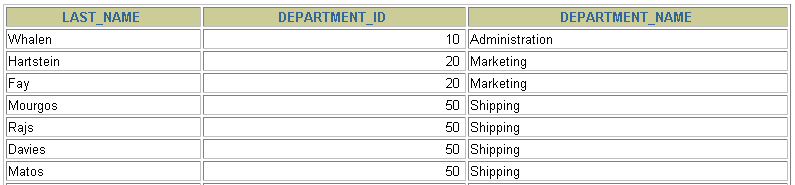 LAST_NAME DEPARTMENT_ID DEPARTMENT_NAME
Whalen 10 Administration
Hartstein 20 Marketing
Fay 20 Marketing
Mourgos 50 Shipping
Rajs 50 Shipping
Davies 50 Shipping
Matos 50 Shipping